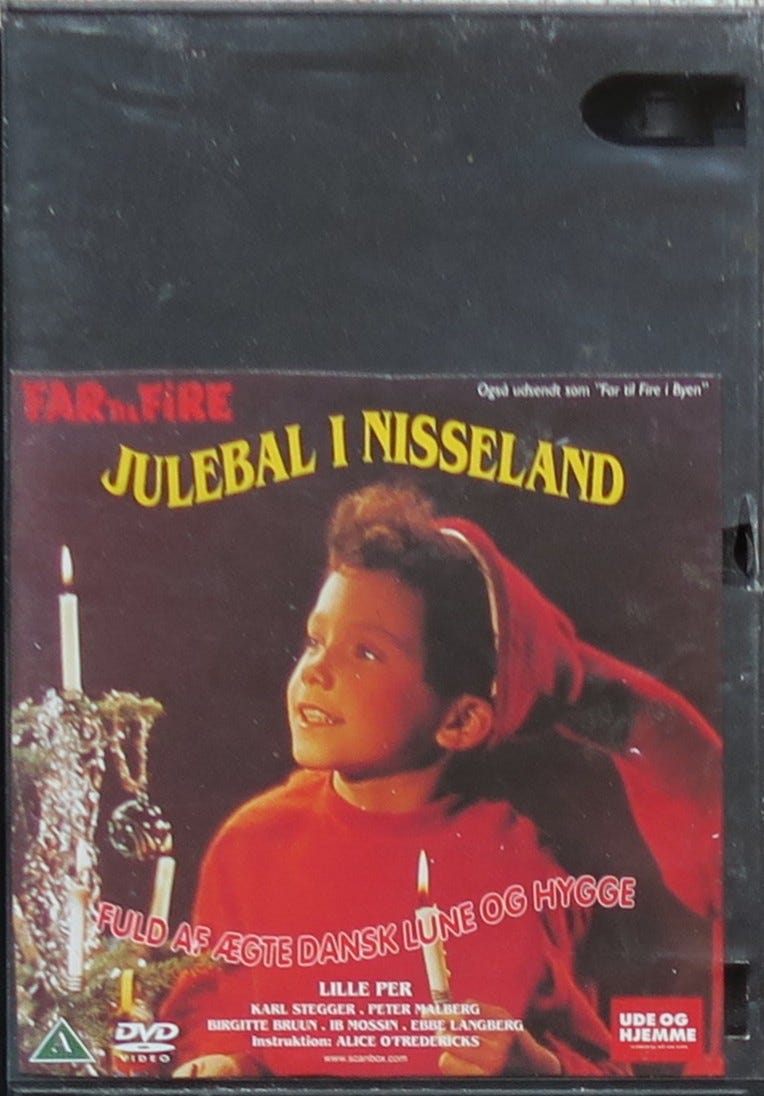 FAR TIL FIRE
Også udsendt som "Far til Fire i Byen"
JULEBAL I NISSELAND
FULD AF ÆGTE DANSK LUNE OG HYGGE
LILLE PER
KARL STEGGER . PETER MALBERG
BIRGITTE BRUUN . IB MOSSIN . EBBE LANGBERG
Instruktion: ALICE O'FREDERICKS
www.scanbox.com
A
DVD
VIDEO
UDE OG
HJEMME